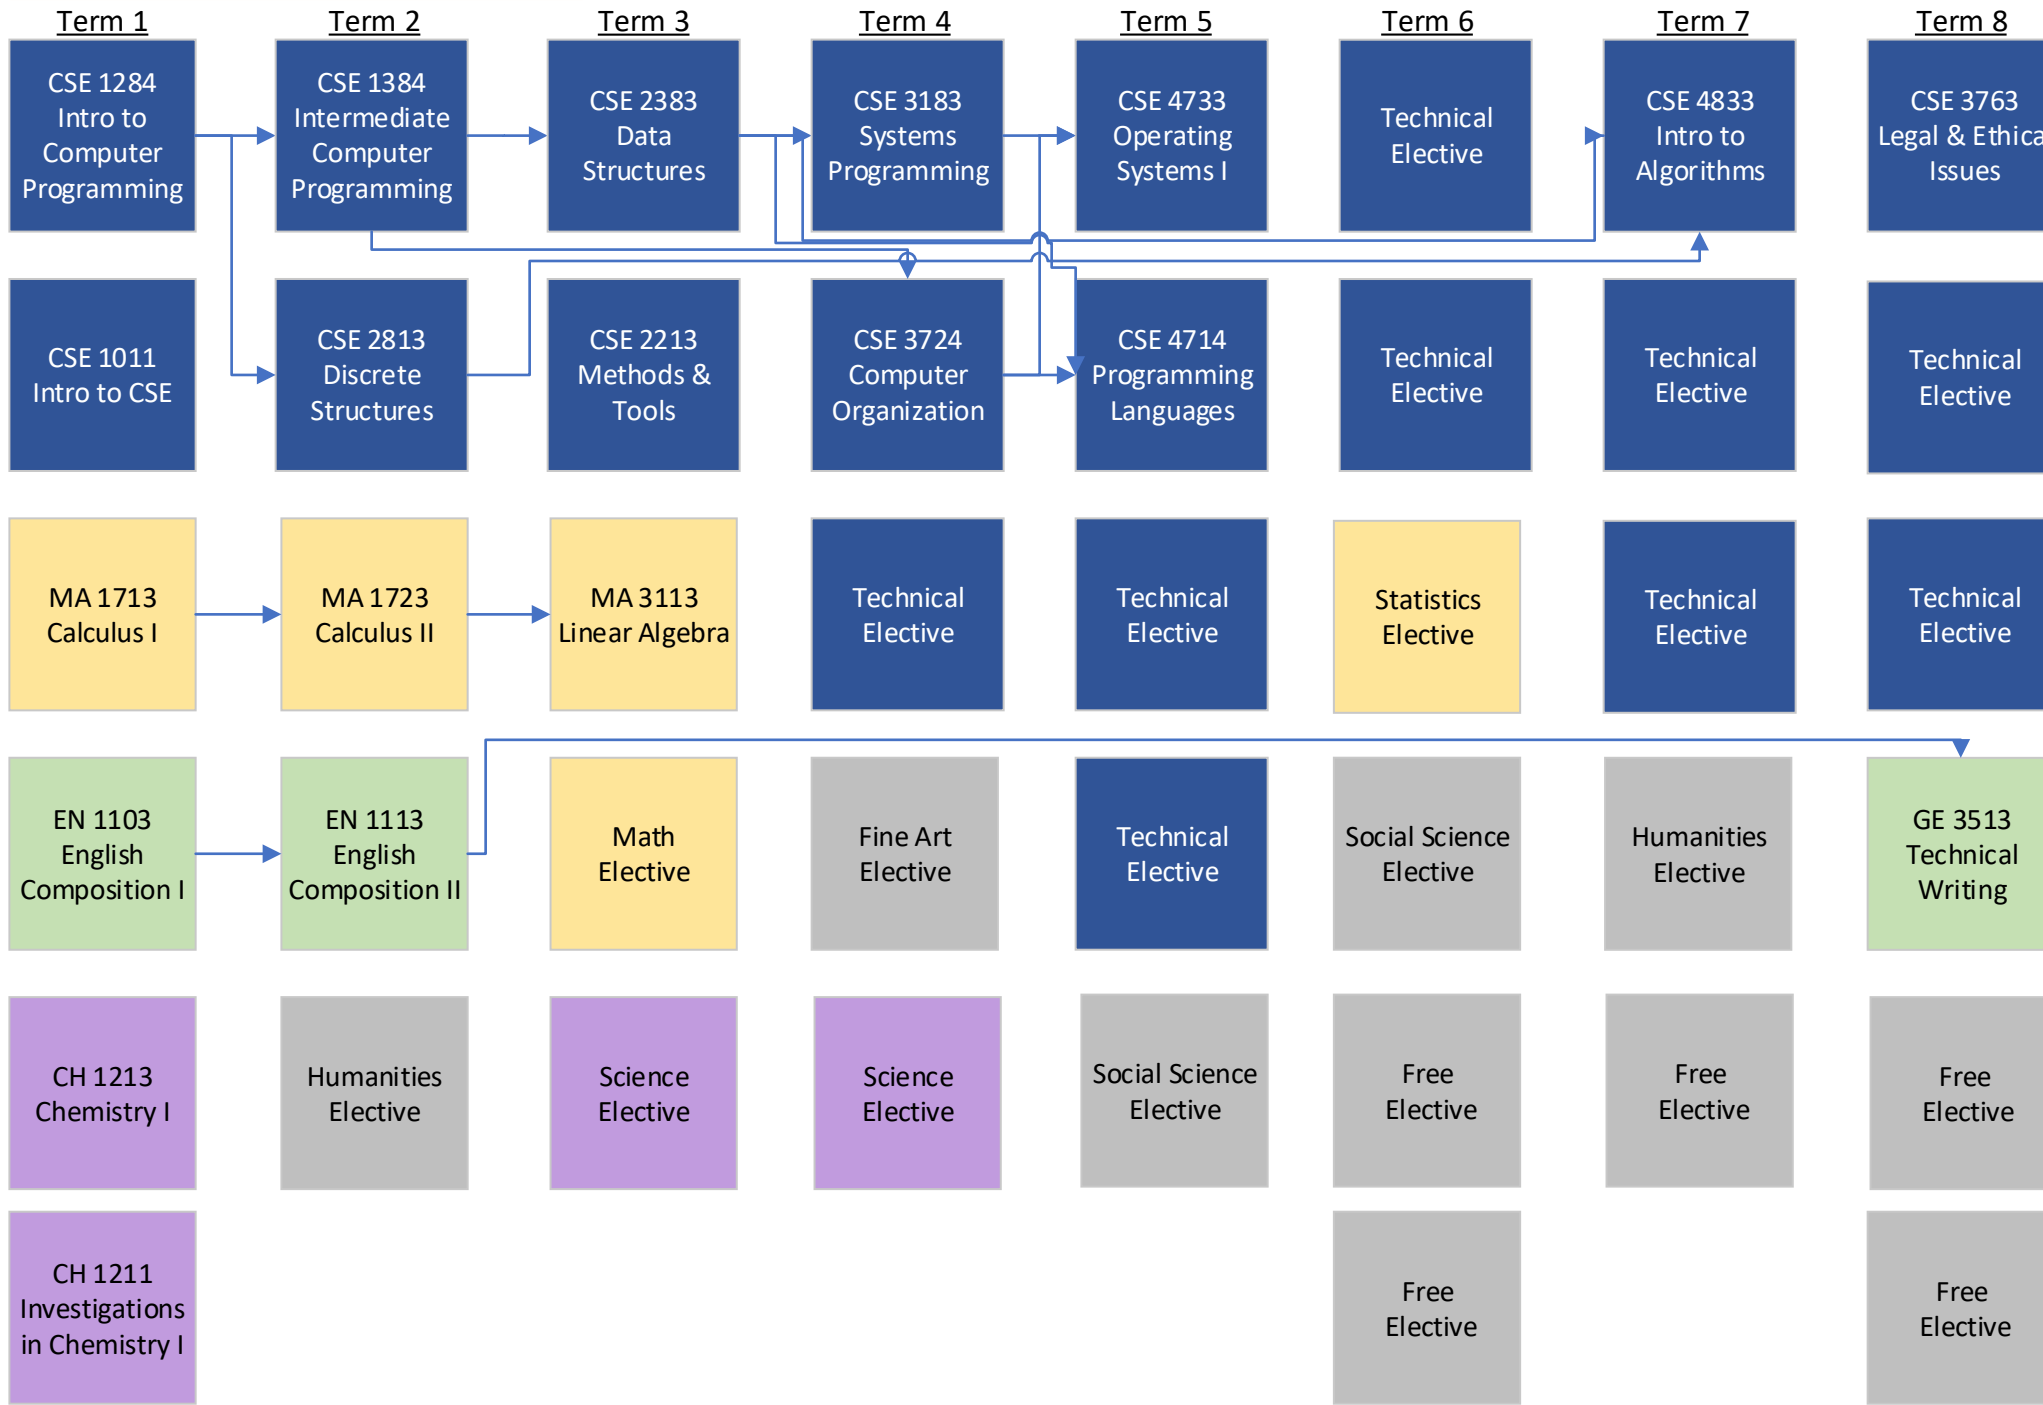 Term 1
Term 2
Term 3
Term 4
Term 5
Term 6
Term 7
Term 8
CSE 1284
Intro to
Computer
Programming
CSE 1384
Intermediate
Computer
Programming
CSE 2383
Data
Structures
CSE 3183
Systems
Programming
CSE 4733
Operating
Systems I
Technical
Elective
CSE 4833
Intro to
Algorithms
CSE 3763
Legal & Ethica
Issues
CSE 1011
Intro to CSE
CSE 2813
Discrete
Structures
CSE 2213
Methods &
Tools
CSE 3724
Computer
Organization
CSE 4714
Programming
Languages
Technical
Elective
Technical
Elective
Technical
Elective
MA 1713
Calculus I
MA 1723
Calculus II
MA 3113
Linear Algebra
Technical
Elective
Technical
Elective
Statistics
Elective
Technical
Elective
Technical
Elective
EN 1103
English
Composition I
EN 1113
English
Composition II
Math
Elective
Fine Art
Elective
Technical
Elective
Social Science
Elective
Humanities
Elective
GE 3513
Technical
Writing
CH 1213
Chemistry I
Humanities
Elective
Science
Elective
Science
Elective
Social Science
Elective
Free
Elective
Free
Elective
Free
Elective
CH 1211
Investigations
in Chemistry I
Free
Elective
Free
Elective